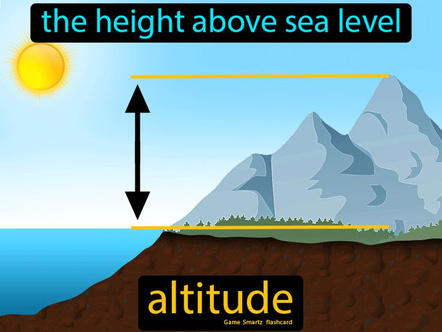 the height above sea level
altitude
Game Smartz flashcard